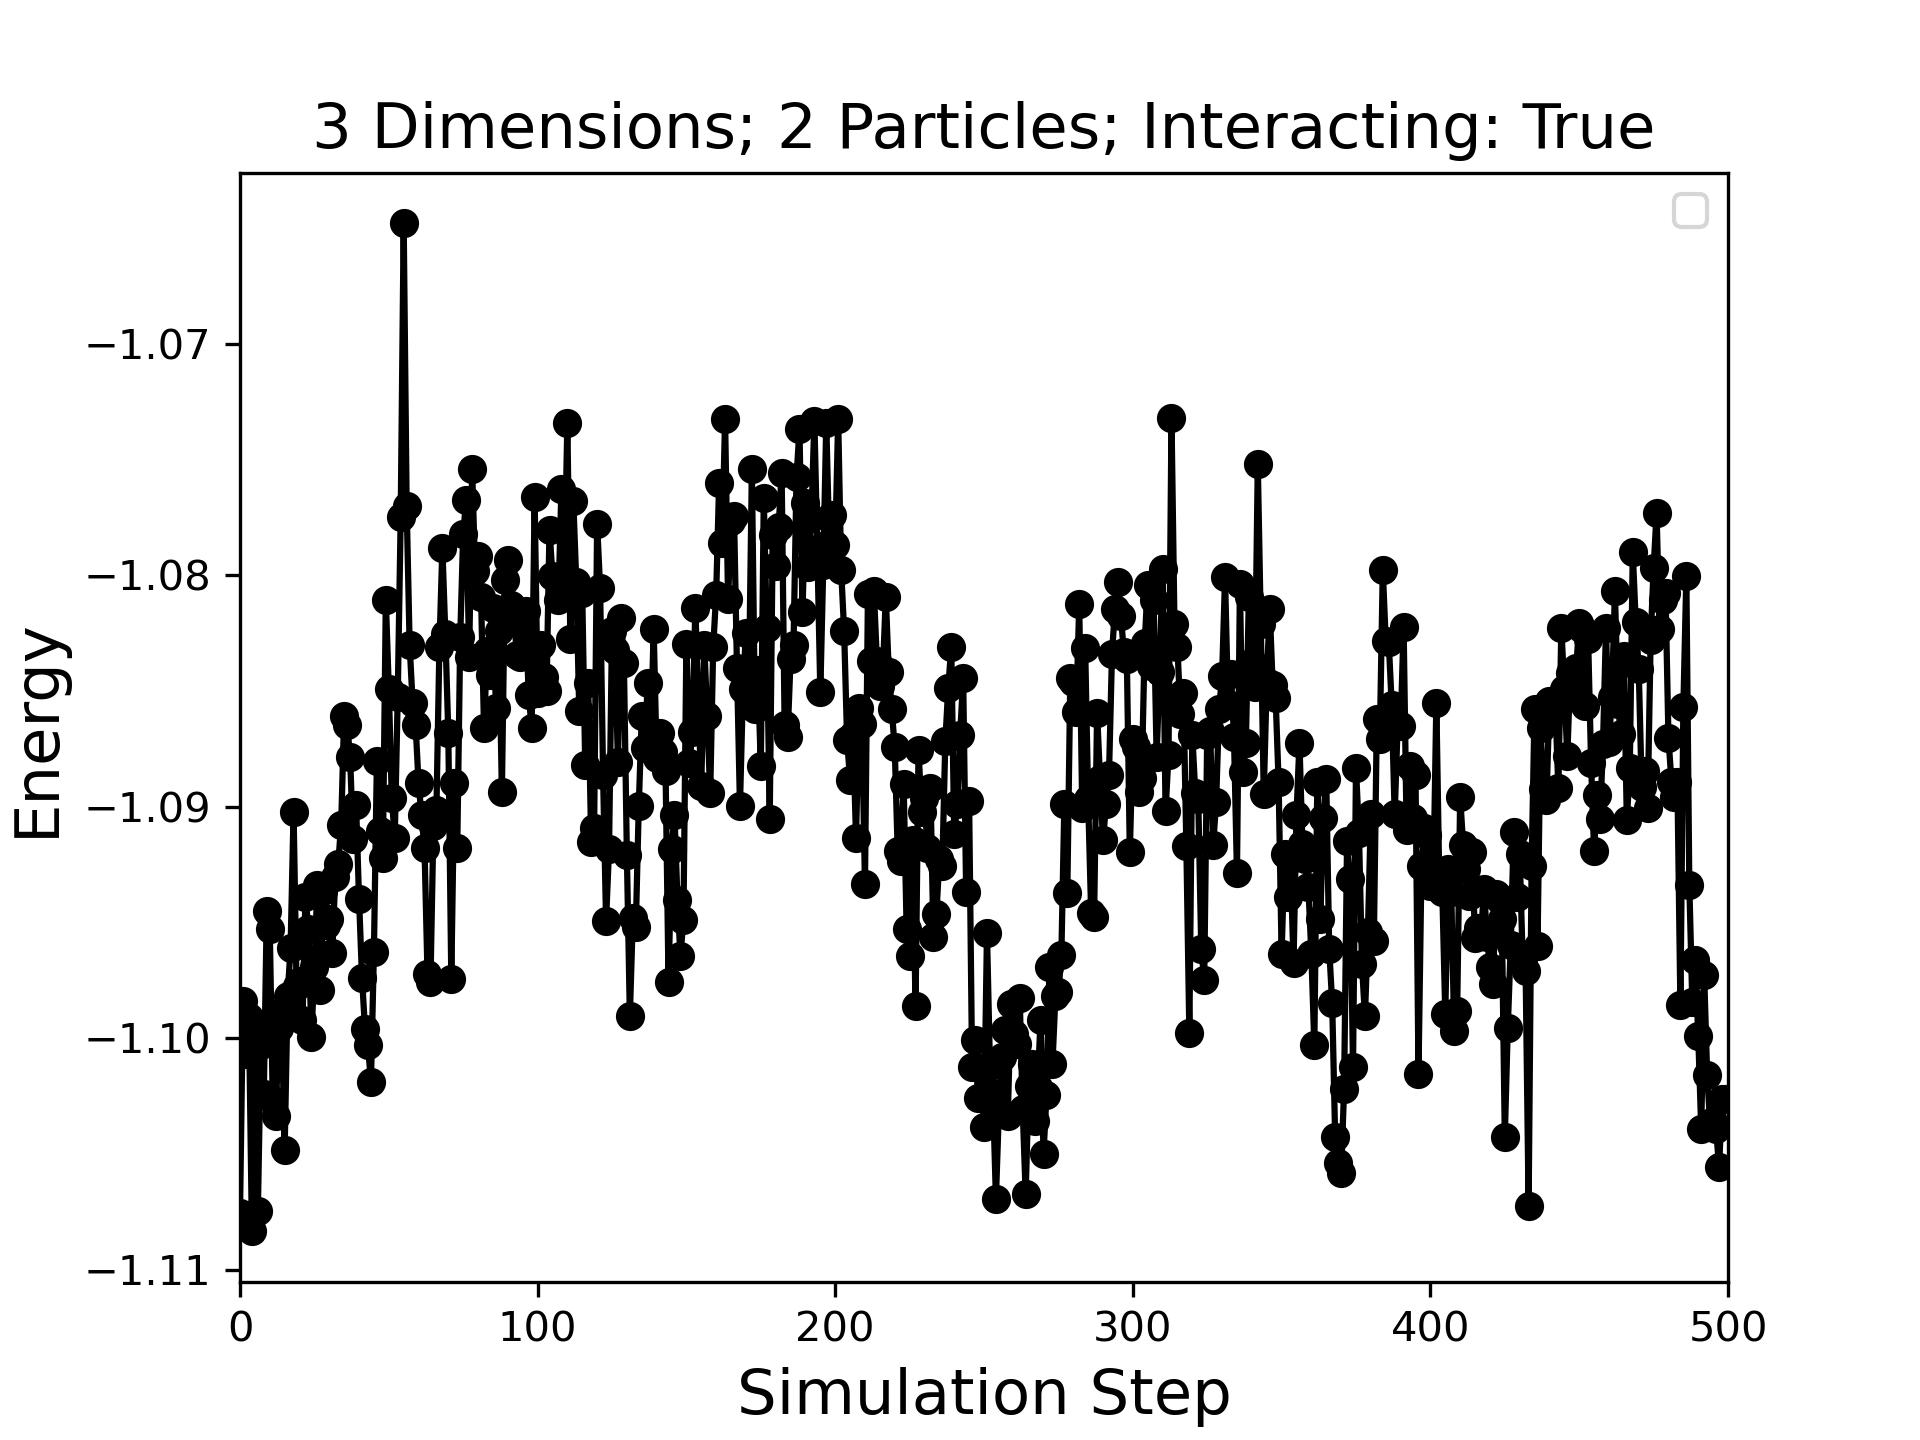 3 Dimensions; 2 Particles; Interacting: True
Energy
−1.07
−1.08
−1.09
−1.10
−1.11
0 100 200 300 400 500
Simulation Step